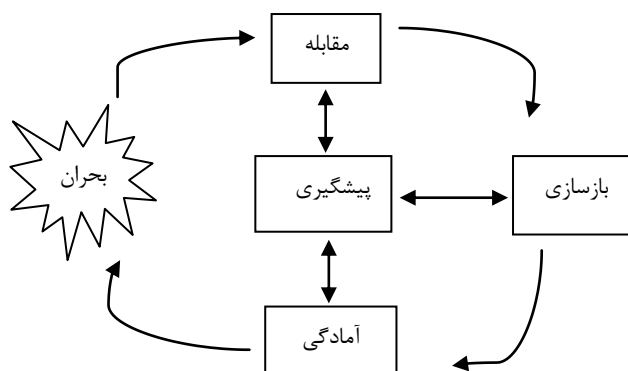 مقابله
بازسازی
پیشگیری
بحران
آمادگی